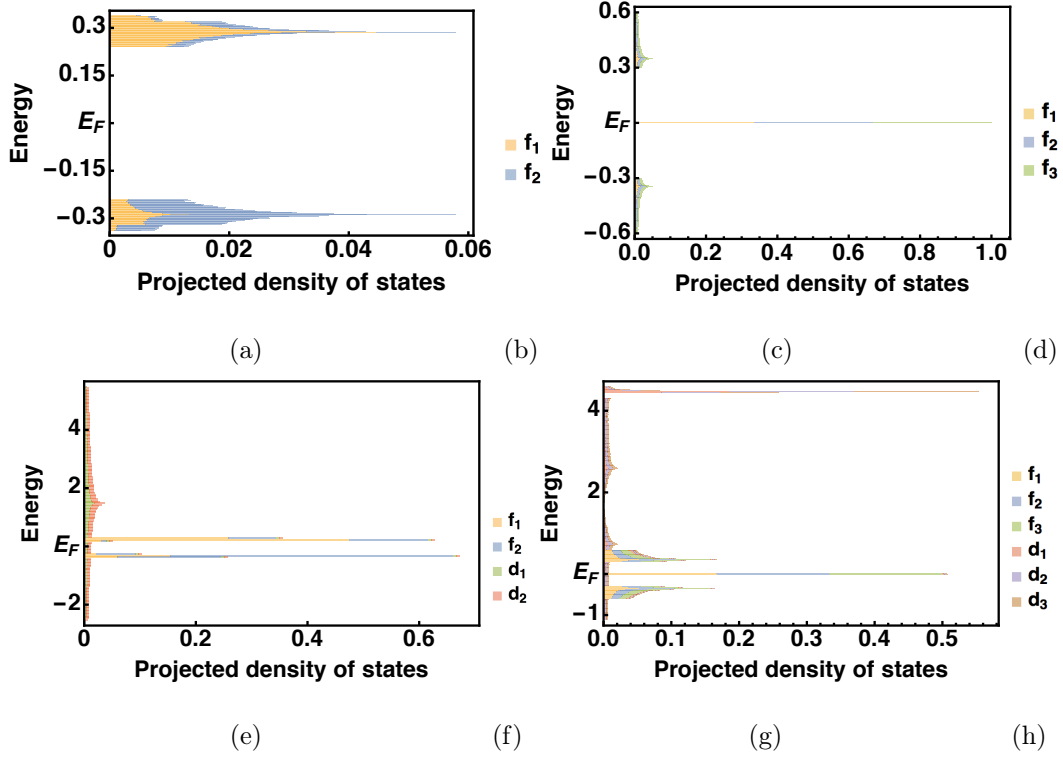 0.3
0.15
E_F
−0.15
−0.3
Energy
0
0.02
0.04
0.06
Projected density of states
f1
f2
0.6
0.3
E_F
−0.3
−0.6
Energy
0.0
0.2
0.4
0.6
0.8
1.0
Projected density of states
f1
f2
f3
(a)
(b)
(c)
(d)
4
2
E_F
−2
Energy
0
0.2
0.4
0.6
Projected density of states
f1
f2
d1
d2
4
2
E_F
−1
Energy
0.0
0.1
0.2
0.3
0.4
0.5
Projected density of states
f1
f2
f3
d1
d2
d3
(e)
(f)
(g)
(h)